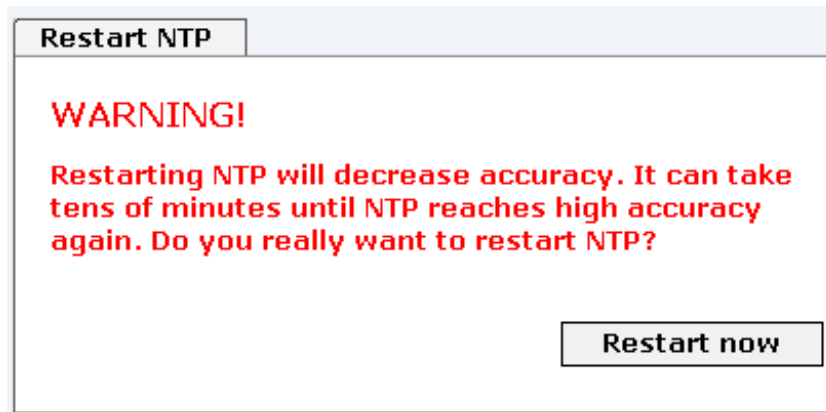 Restart NTP
WARNING!
Restarting NTP will decrease accuracy. It can take
tens of minutes until NTP reaches high accuracy
again. Do you really want to restart NTP?
Restart now